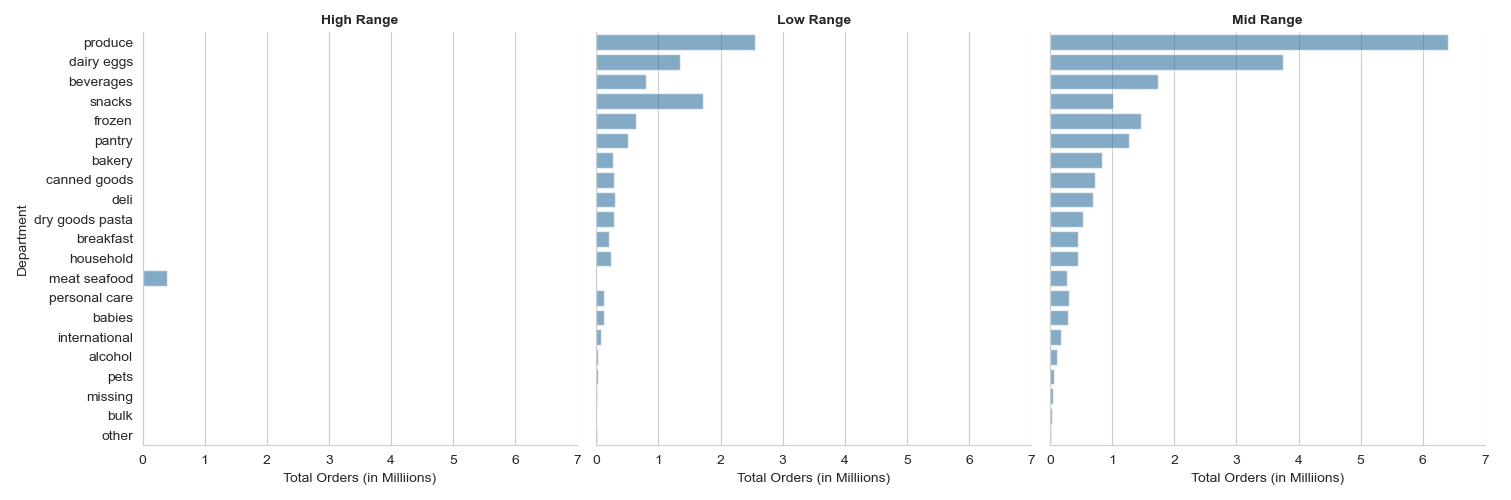 High Range
Low Range
Mid Range
Department
produce
dairy eggs
beverages
snacks
frozen
pantry
bakery
canned goods
deli
dry goods pasta
breakfast
household
meat seafood
personal care
babies
international
alcohol
pets
missing
bulk
other
0 1 2 3 4 5 6 7
0 1 2 3 4 5 6 7
0 1 2 3 4 5 6 7
Total Orders (in Milliions)
Total Orders (in Milliions)
Total Orders (in Milliions)